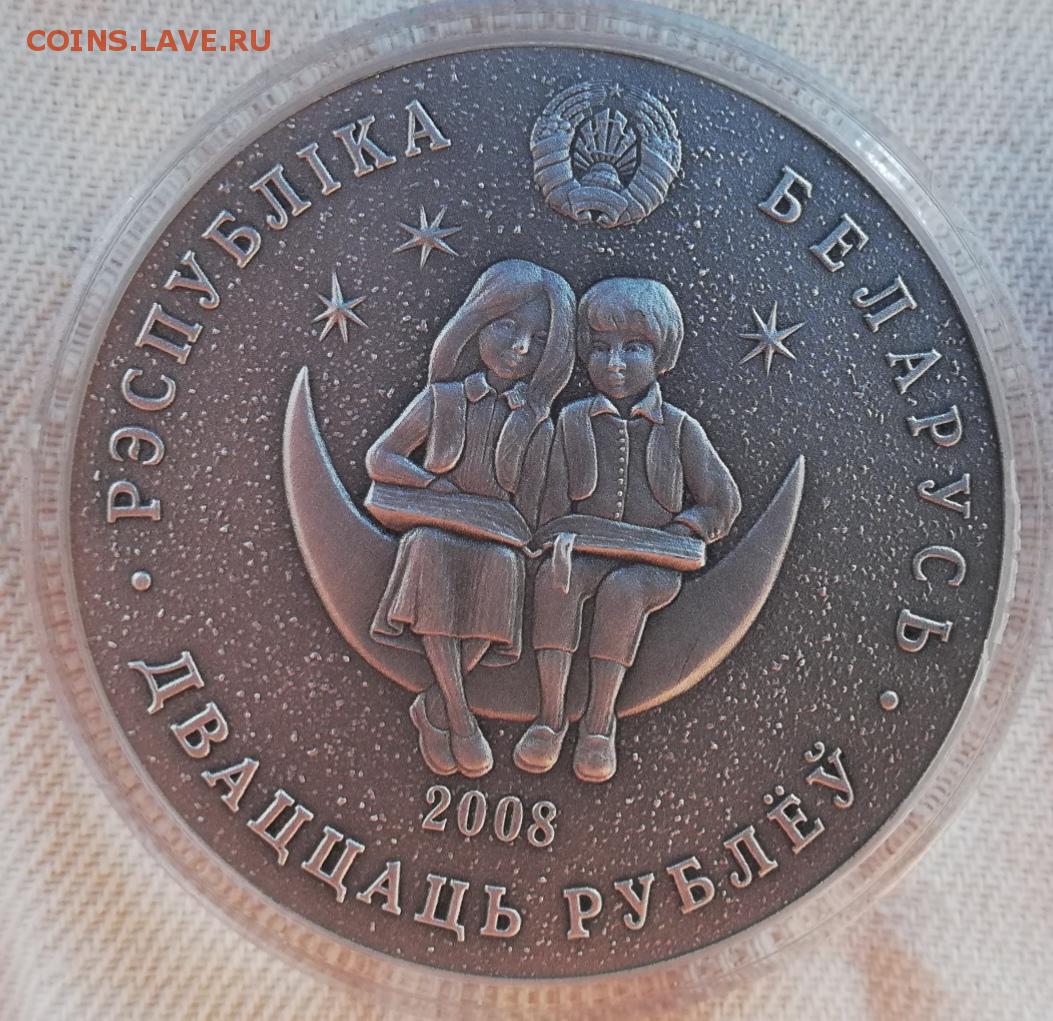 COINS.LAVE.RU
РЭСПУБЛІКА БЕЛАРУСЬ
2008
ДВАЦЦАЦЬ РУБЛЁЎ